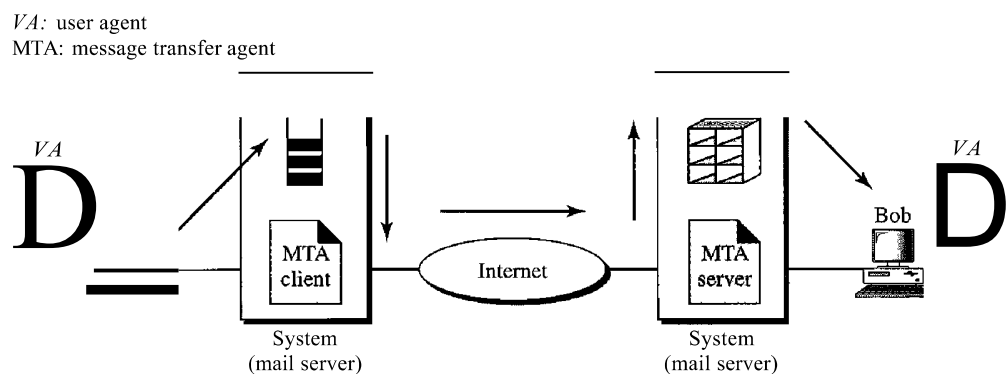 VA: user agent
MTA: message transfer agent
VA
D
MTA
client
System
(mail server)
Internet
MTA
server
System
(mail server)
Bob
VA
D